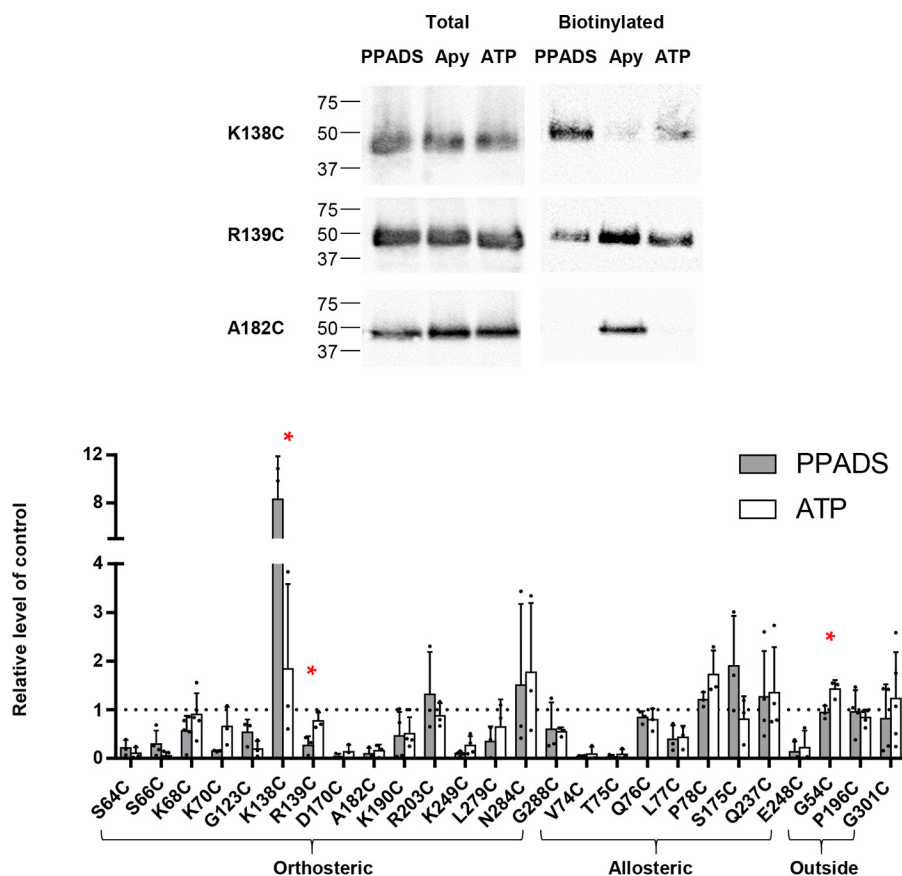 Total Biotinylated
PPADS Apy ATP PPADS Apy ATP
K138C
75
50
37
R139C
75
50
37
A182C
75
50
37
Relative level of control
12
8
4
3
2
1
0
*
*
*
PPADS
ATP
S64C S66C K68C K70C G123C K138C R139C D170C A182C K190C R203C K249C L279C N284C G288C V74C T75C Q76C L77C P78C S175C Q237C E248C G54C P196C G301C
Orthosteric Allosteric Outside